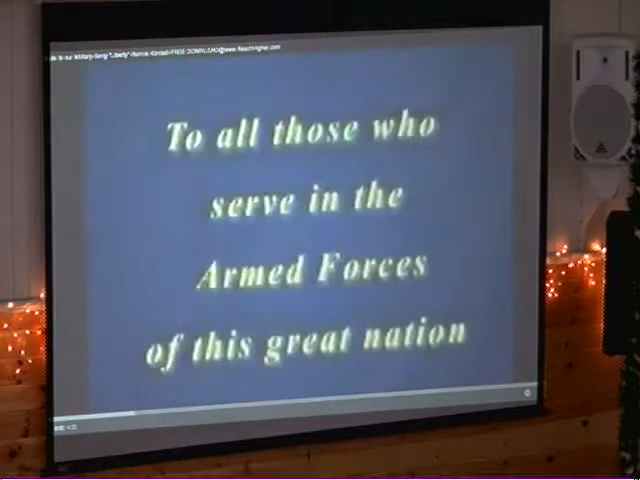 To all those who
serve in the
Armed Forces
of this great nation